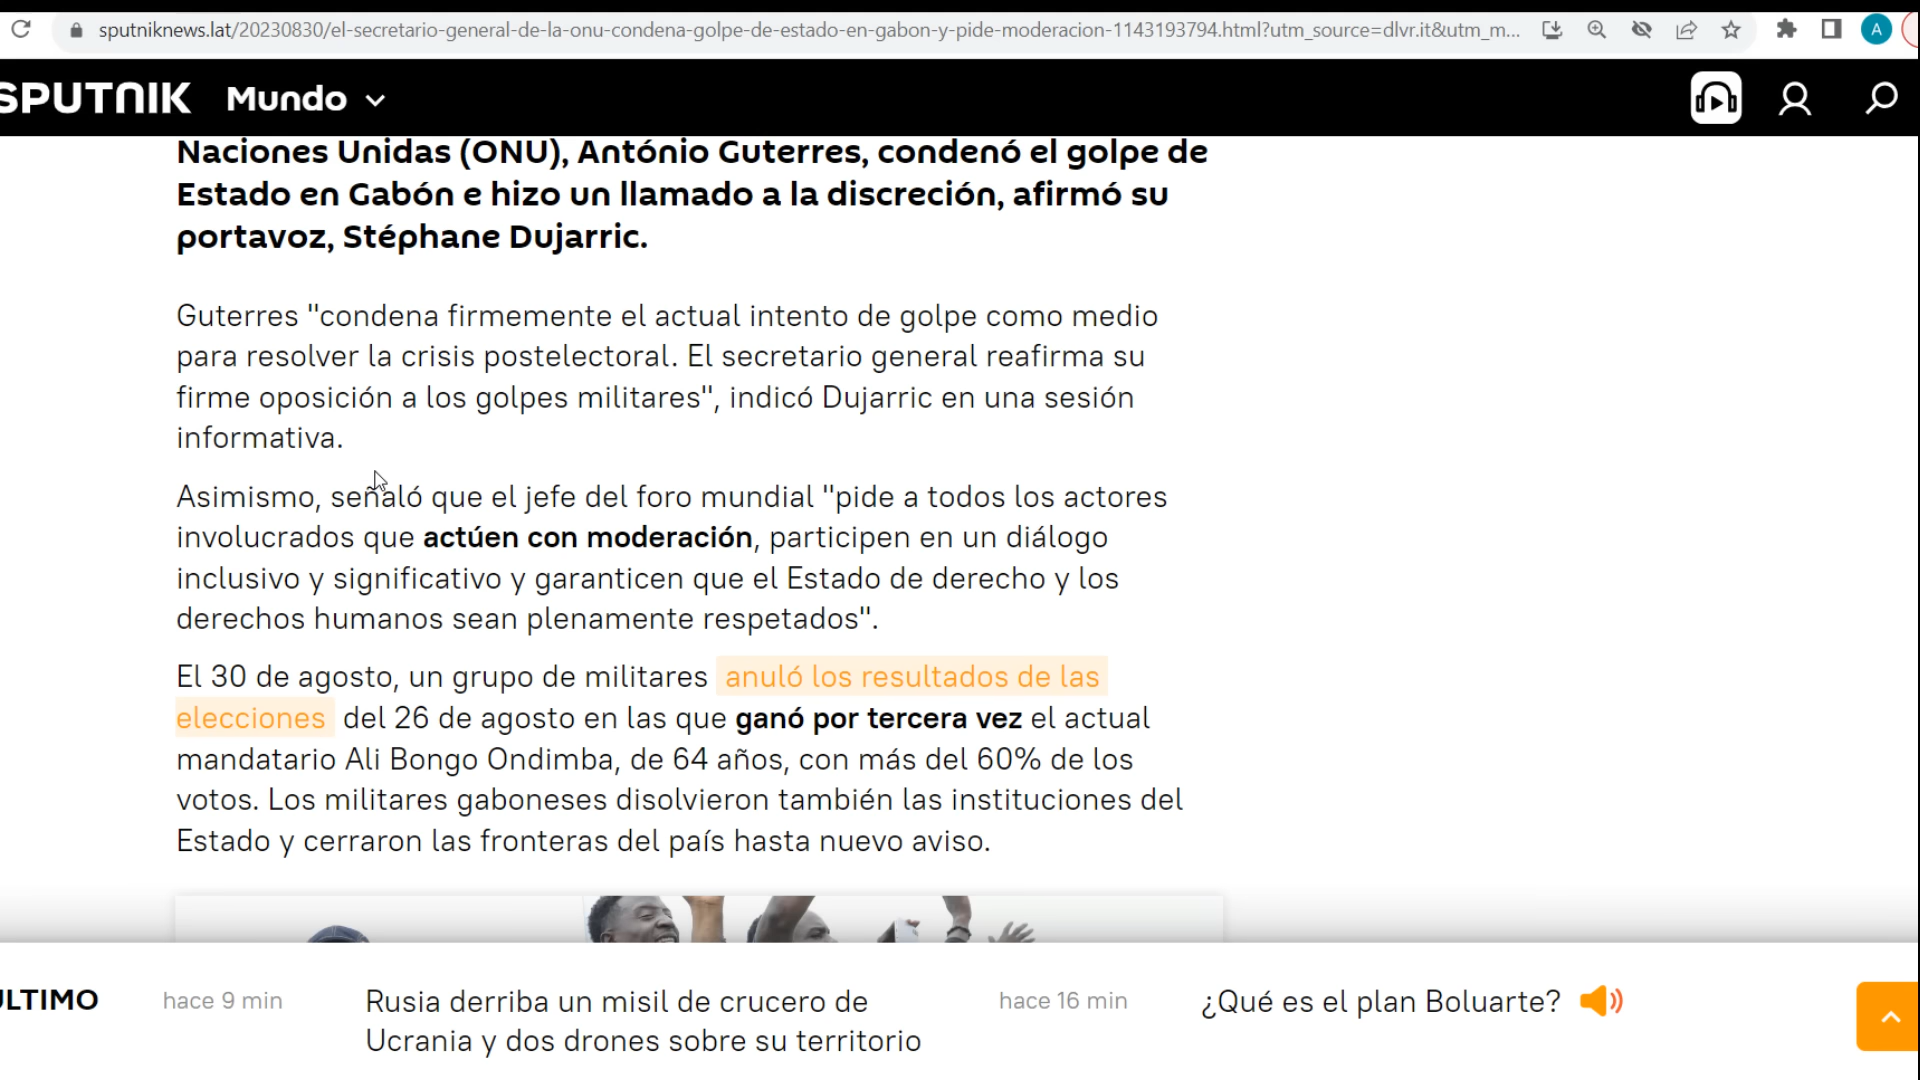 sputniknews.lat/20230830/el-secretario-general-de-la-onu-condena-golpe-de-estado-en-gabon-y-pide-moderacion-1143193794.html?utm_source=dlvr.it&utm_m...
A
SPUTNIK Mundo
Naciones Unidas (ONU), António Guterres, condenó el golpe de
Estado en Gabón e hizo un llamado a la discreción, afirmó su
portavoz, Stéphane Dujarric.
Guterres "condena firmemente el actual intento de golpe como medio
para resolver la crisis postelectoral. El secretario general reafirma su
firme oposición a los golpes militares", indicó Dujarric en una sesión
informativa.
Asimismo, señaló que el jefe del foro mundial "pide a todos los actores
involucrados que actúen con moderación, participen en un diálogo
inclusivo y significativo y garanticen que el Estado de derecho y los
derechos humanos sean plenamente respetados".
El 30 de agosto, un grupo de militares anuló los resultados de las
elecciones del 26 de agosto en las que ganó por tercera vez el actual
mandatario Ali Bongo Ondimba, de 64 años, con más del 60% de los
votos. Los militares gaboneses disolvieron también las instituciones del
Estado y cerraron las fronteras del país hasta nuevo aviso.
ULTIMO
hace 9 min
Rusia derriba un misil de crucero de
Ucrania y dos drones sobre su territorio
hace 16 min
¿Qué es el plan Boluarte?